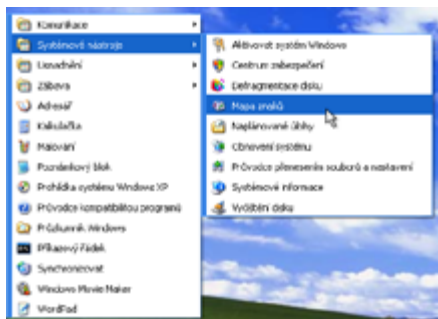 Komunikace
Systémové nástroje
Usnadnění
Zábava
Adresář
Kalkulačka
Malování
Poznámkový blok
Prohlídka systému Windows XP
Průvodce kompatibilitou programů
Průzkumník Windows
Příkazový řádek
Synchronizovat
Windows Movie Maker
WordPad
Aktivovat systém Windows
Centrum zabezpečení
Defragmentace disku
Mapa znaků
Naplánované úlohy
Obnovení systému
Průvodce přenesením souborů a nastavení
Systémové informace
Vyčištění disku